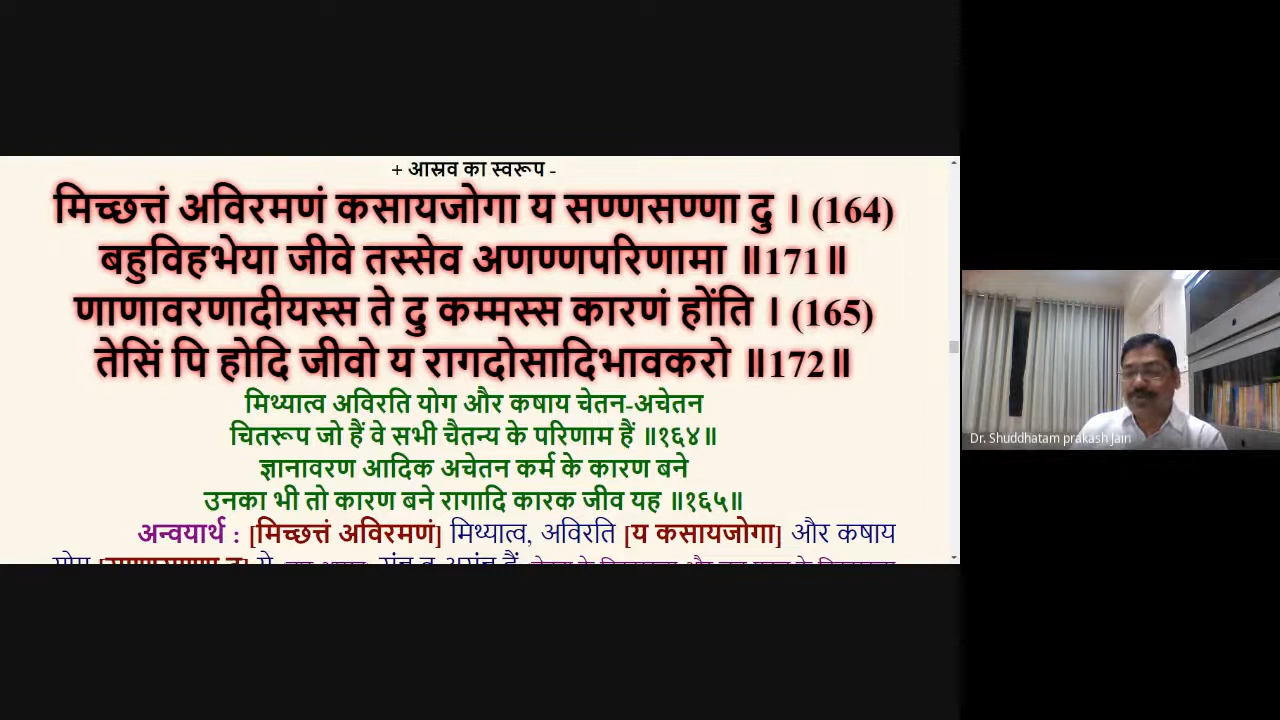 + आस्रव का स्वरूप -
मिच्छत्तं अविरमणं कसायजोगा य सण्णसण्णा दु । (164)
बहुविहभेया जीवे तस्सेव अणण्णपरिणामा ॥171॥
णाणावरणादीयस्स ते दु कम्मस्स कारणं होंति । (165)
तेसिं पि होदि जीवो य रागदोसादिभावकरो ॥172॥
मिथ्यात्व अविरति योग और कषाय चेतन-अचेतन
चितरूप जो हैं वे सभी चैतन्य के परिणाम हैं ॥१६४॥
ज्ञानावरण आदिक अचेतन कर्म के कारण बने
उनका भी तो कारण बने रागादि कारक जीव यह ॥१६५॥
अन्वयार्थ : [मिच्छत्तं अविरमणं] मिथ्यात्व, अविरति [य कसायजोगा] और कषाय
Dr. Shuddhatam prakash Jain